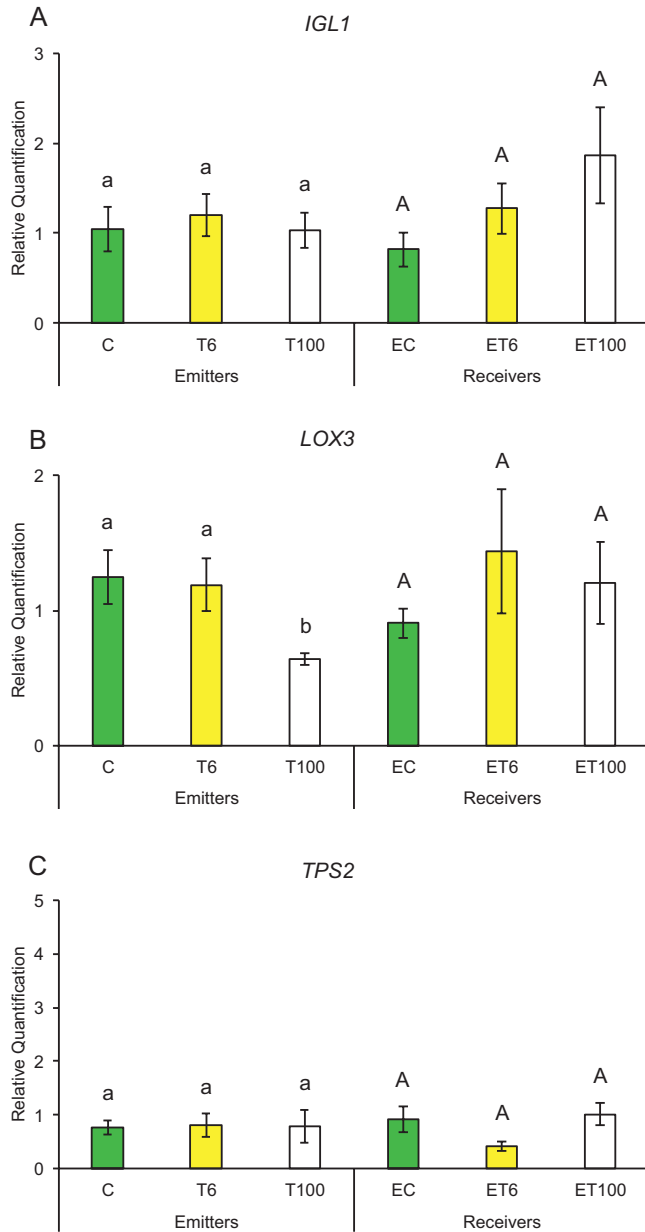 A
IGL1
3
2
1
0
Relative Quantification
a a a A A A
C T6 T100 EC ET6 ET100
Emitters Receivers
B
LOX3
2
1
0
Relative Quantification
a a b A A A
C T6 T100 EC ET6 ET100
Emitters Receivers
C
TPS2
5
4
3
2
1
0
Relative Quantification
a a a A A A
C T6 T100 EC ET6 ET100
Emitters Receivers